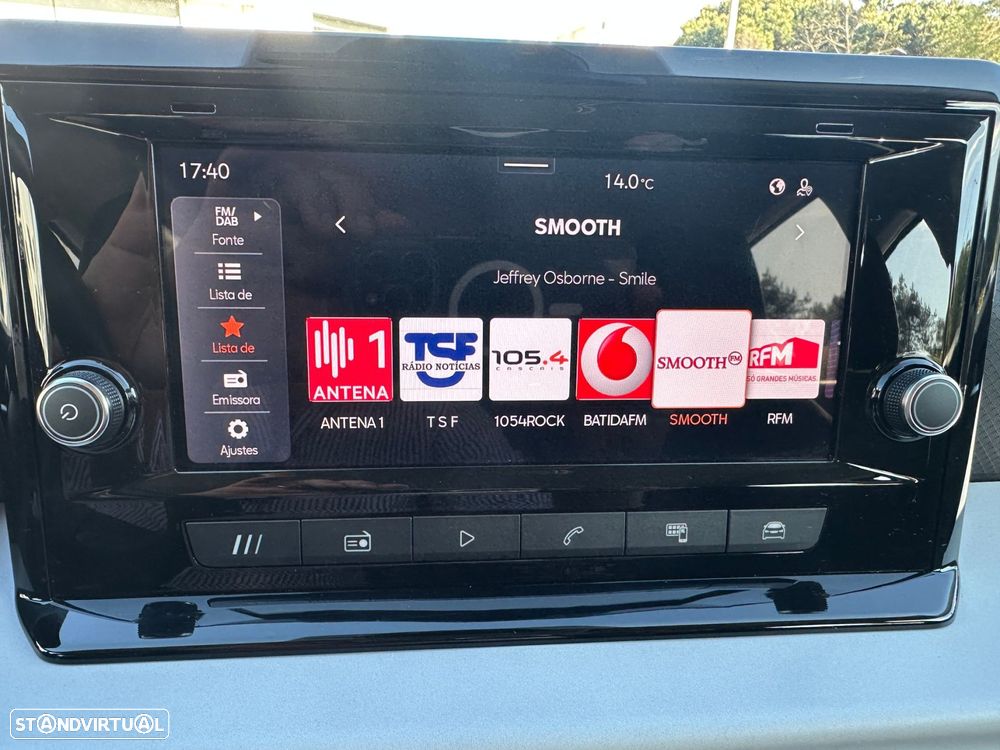 17:40
14.0°C
FM/
DAB
Fonte
SMOOTH
Lista de
Jeffrey Osborne - Smile
Lista de
Emissora
Ajustes
1
ANTENA
TSF
RÁDIO NOTÍCIAS
105.4
CASCAIS
SMOOTH FM
RFM
SÓ GRANDES MÚSICAS
ANTENA 1
T S F
1054ROCK
BATIDAFM
SMOOTH
RFM
STANDVIRTUAL